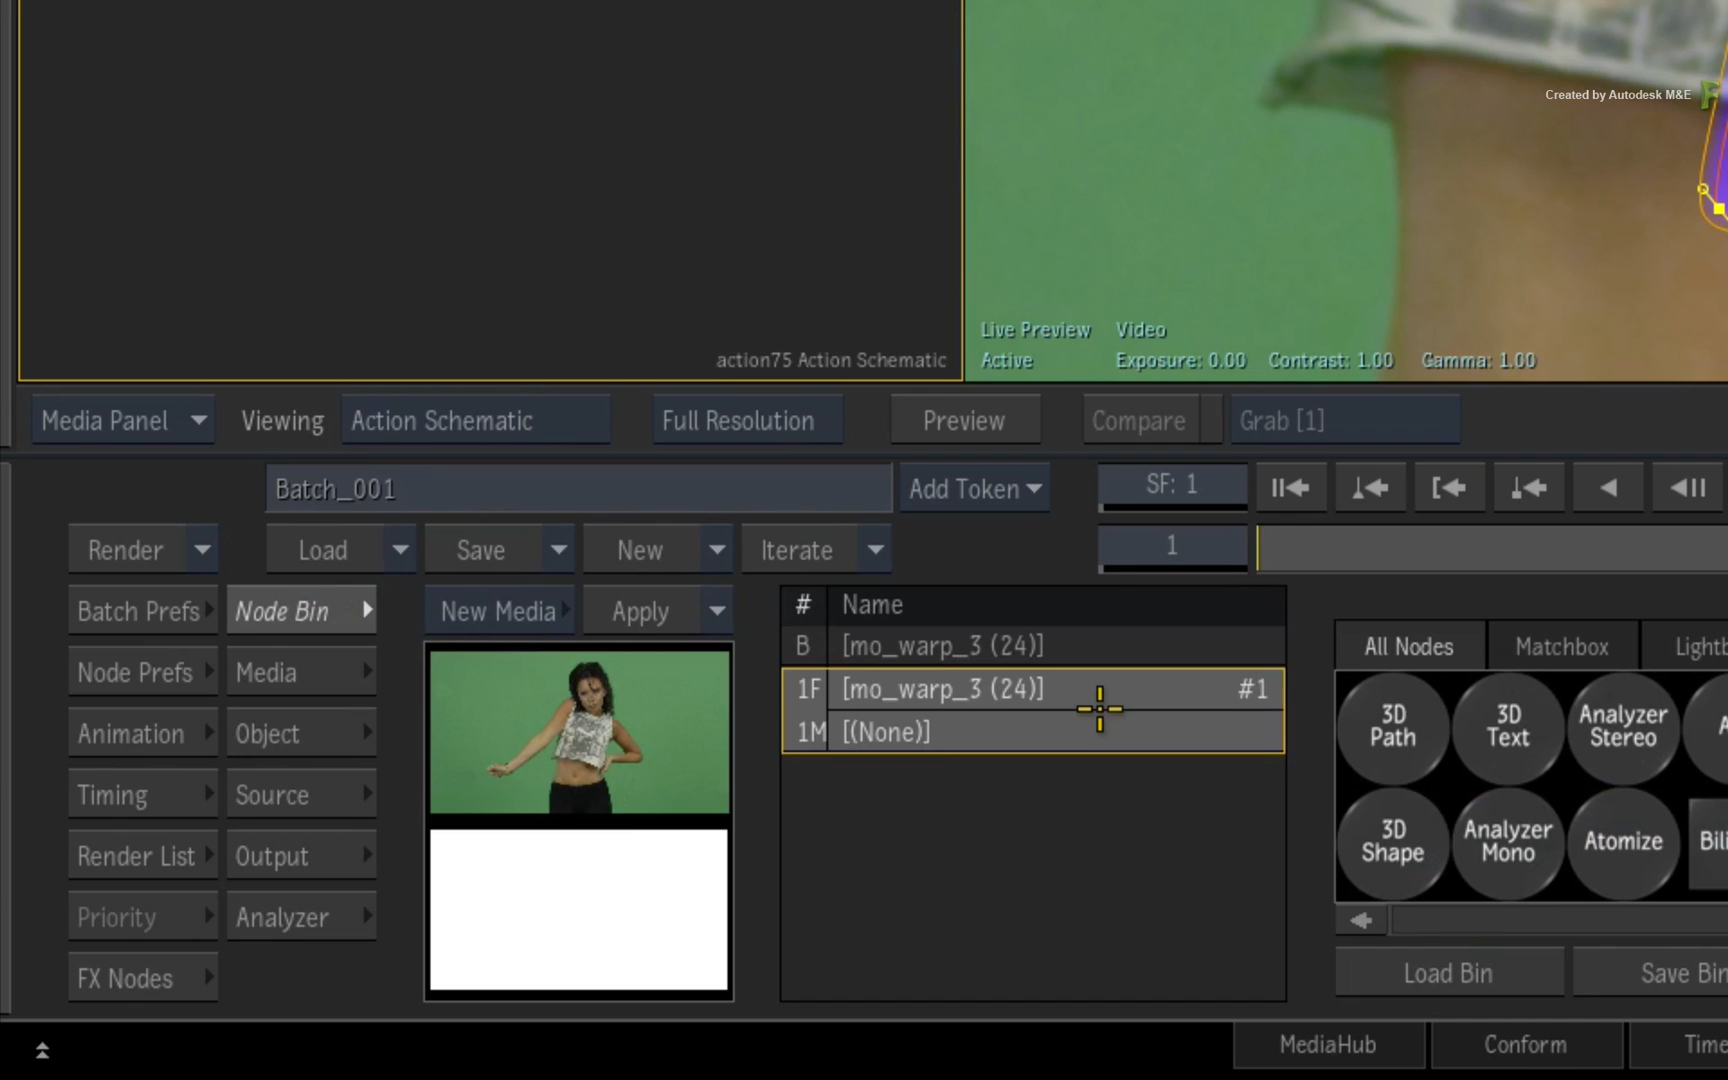 Created by Autodesk M&E
Live Preview Video
Active Exposure: 0.00 Contrast: 1.00 Gamma: 1.00
action75 Action Schematic
Media Panel Viewing Action Schematic Full Resolution Preview Compare Grab [1]
Batch_001 Add Token SF: 1
Render Load Save New Iterate 1
Batch Prefs Node Bin New Media Apply # Name
B [mo_warp_3 (24)]
All Nodes Matchbox
Node Prefs Media
1F [mo_warp_3 (24)] #1
1M [(None)]
3D Path 3D Text Analyzer Stereo
Animation Object
Timing Source
3D Shape Analyzer Mono Atomize
Render List Output
Priority Analyzer
FX Nodes Load Bin Save Bin
MediaHub Conform